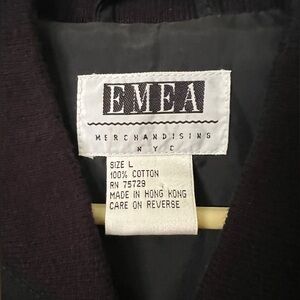 EMEA
MERCHANDISING
NYC
SIZE L
100% COTTON
RN 75729
MADE IN HONG KONG
CARE ON REVERSE